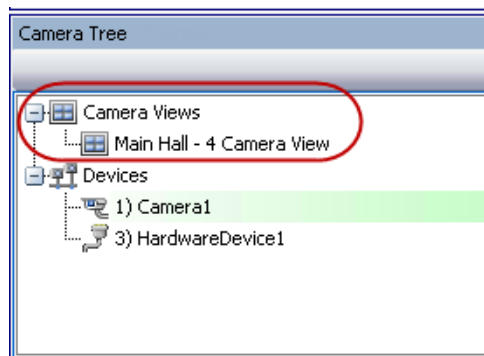 Camera Tree
Camera Views
Main Hall - 4 Camera View
Devices
1) Camera1
3) HardwareDevice1